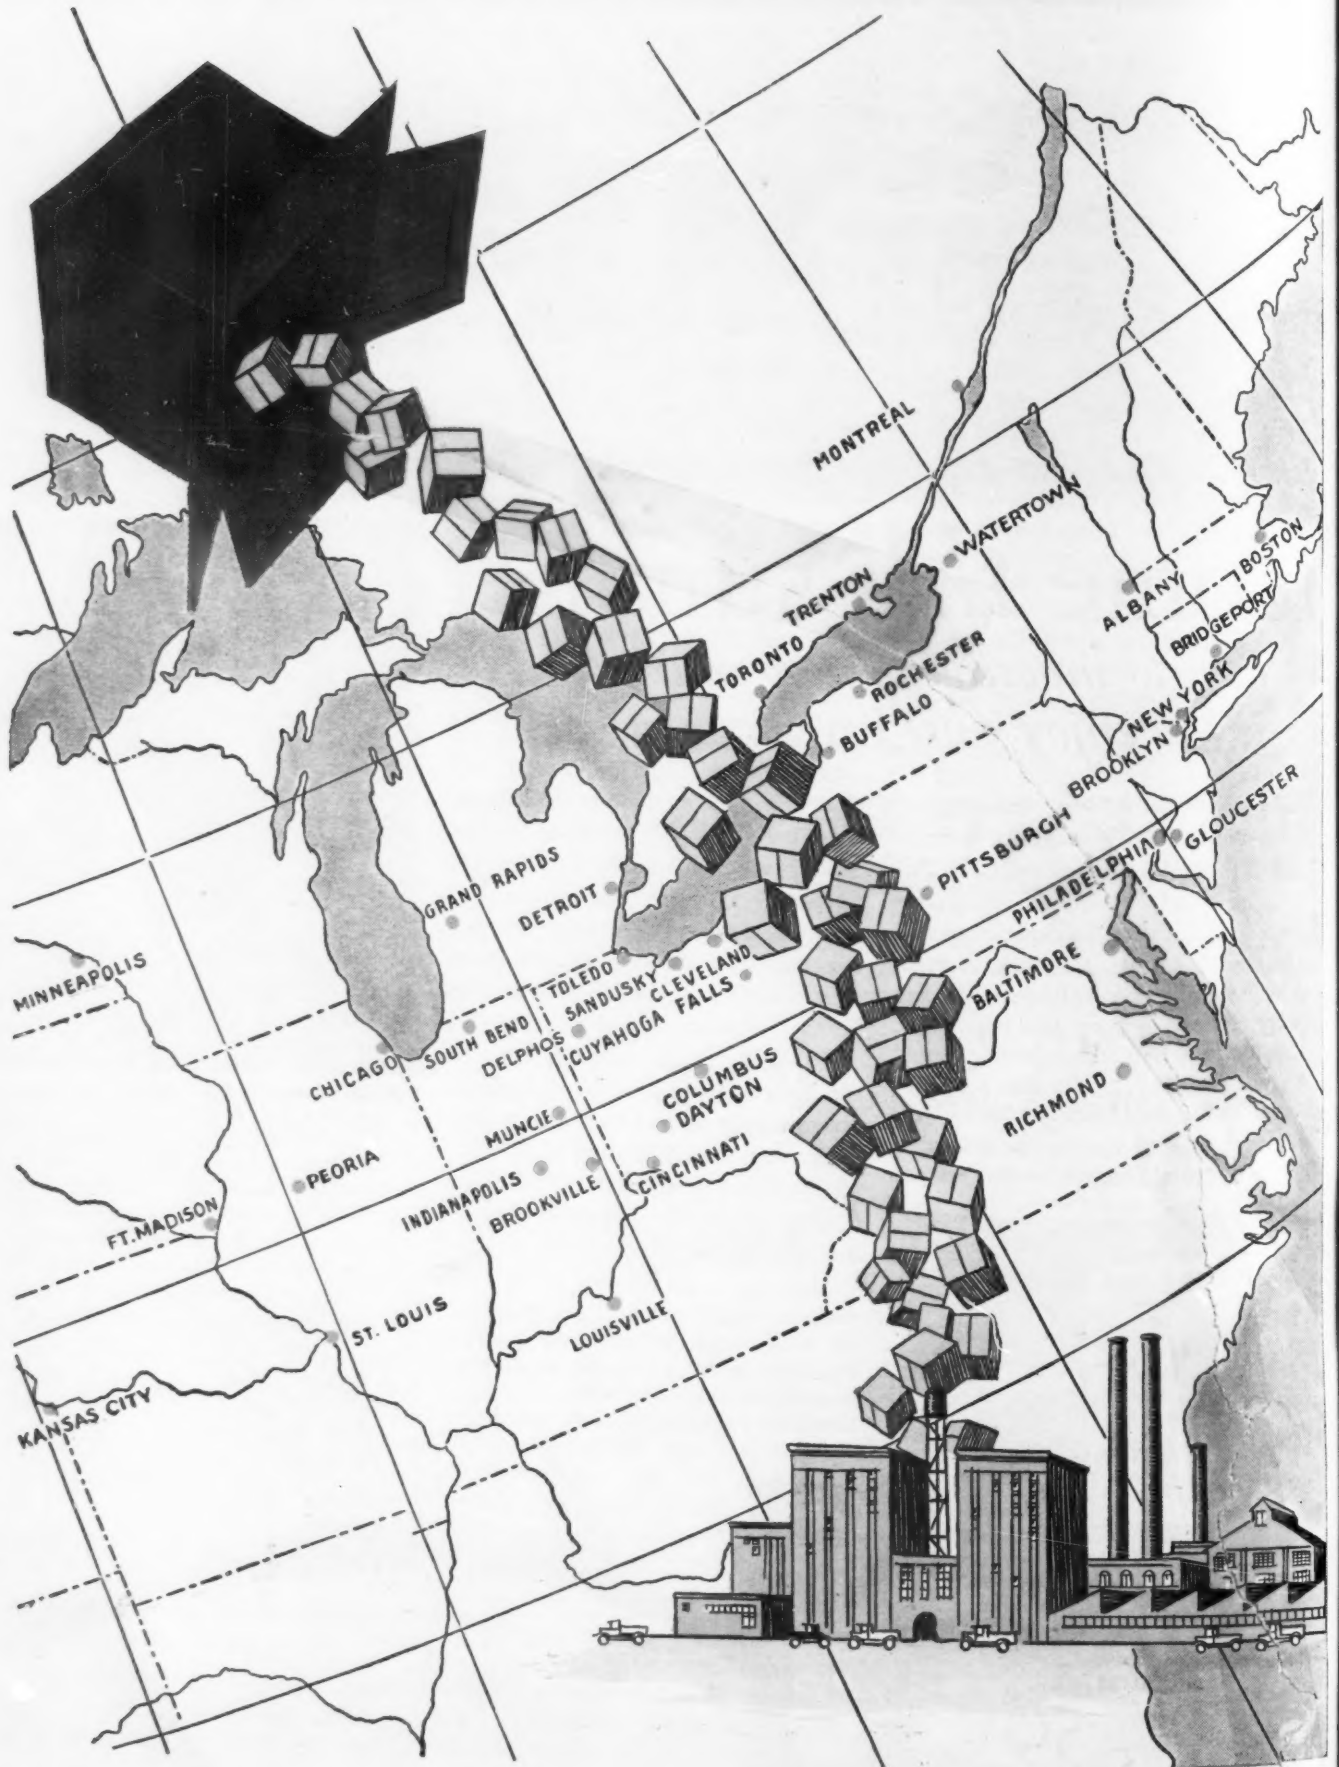 MONTREAL
WATERTOWN
BOSTON
TRENTON
ALBANY
TORONTO
BRIDGEPORT
ROCHESTER
NEW YORK
BUFFALO
BROOKLYN
GLOUCESTER
PITTSBURGH
PHILADELPHIA
GRAND RAPIDS
DETROIT
MINNEAPOLIS
TOLEDO
SANDUSKY
CLEVELAND
BALTIMORE
SOUTH BEND
DELPHOS
CUYAHOGA FALLS
CHICAGO
COLUMBUS
DAYTON
RICHMOND
MUNCIE
PEORIA
CINCINNATI
INDIANAPOLIS
BROOKVILLE
FT. MADISON
ST. LOUIS
LOUISVILLE
KANSAS CITY